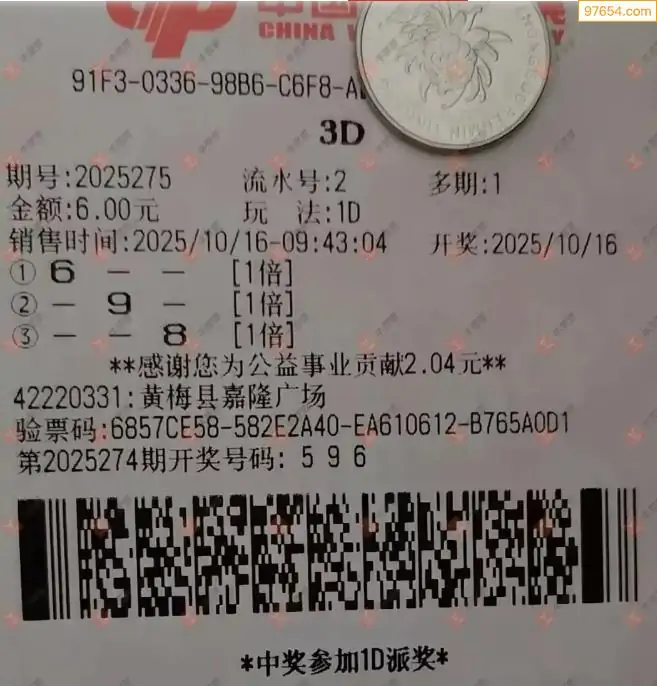 97654.com
中国
CHINA
91F3-0336-98B6-C6F8-A
3D
期号:2025275 流水号:2 多期:1
金额:6.00元 玩 法:1D
销售时间:2025/10/16-09:43:04 开奖:2025/10/16
① 6 - - [1倍]
② - 9 - [1倍]
③ - - 8 [1倍]
**感谢您为公益事业贡献2.04元**
42220331:黄梅县嘉隆广场
验票码:6857CE58-582E2A40-EA610612-B765A0D1
第2025274期开奖号码: 5 9 6
*中奖参加1D派奖*